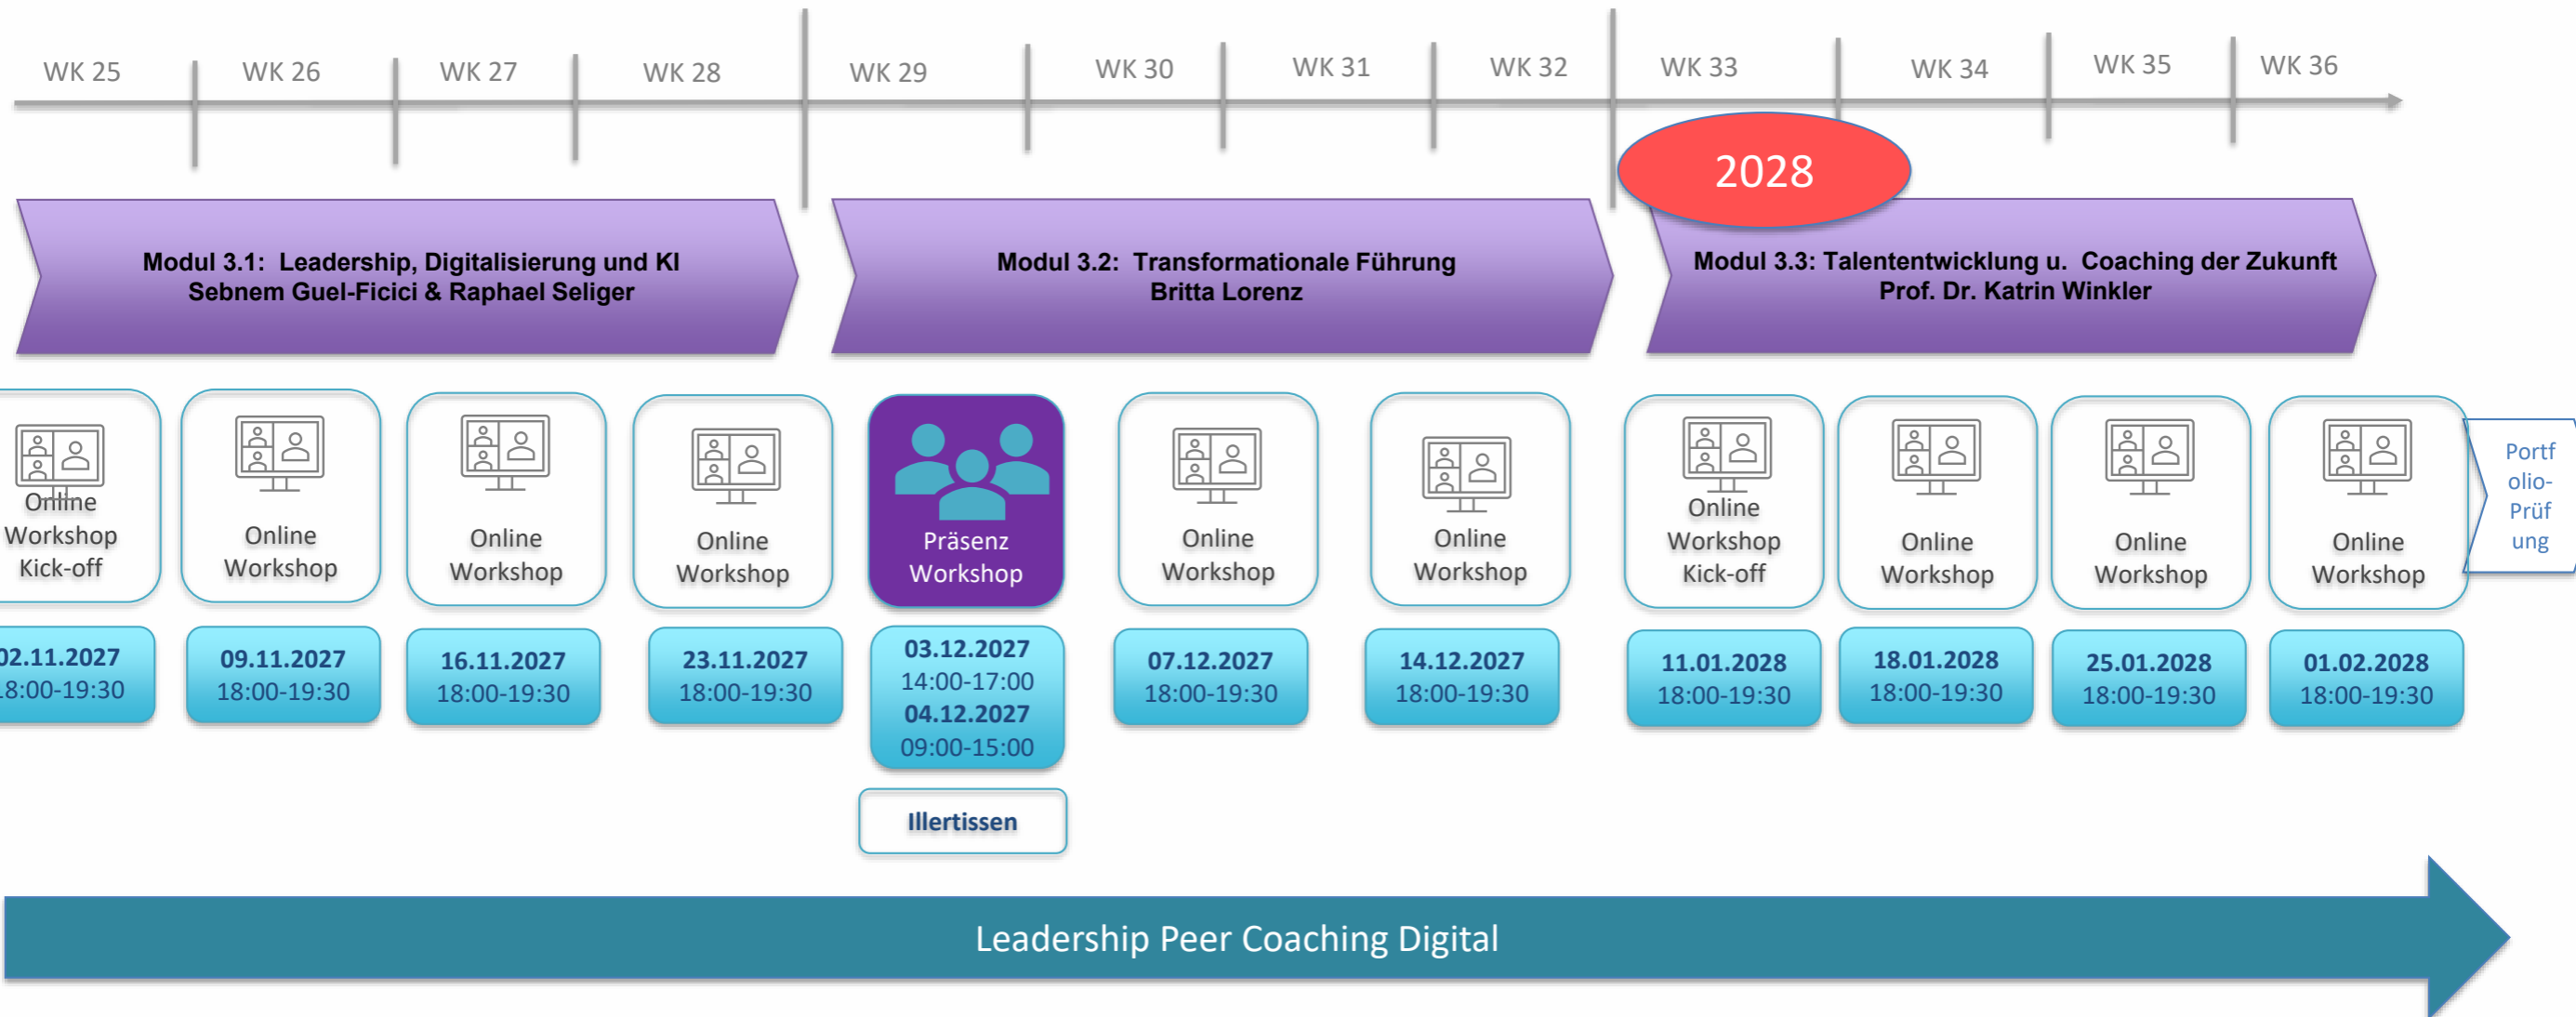 WK 25
WK 26
WK 27
WK 28
WK 29
WK 30
WK 31
WK 32
WK 33
WK 34
WK 35
WK 36
2028
Modul 3.1: Leadership, Digitalisierung und KI
Sebnem Guel-Ficici & Raphael Seliger
Modul 3.2: Transformationale Führung
Britta Lorenz
Modul 3.3: Talententwicklung u. Coaching der Zukunft
Prof. Dr. Katrin Winkler
Online
Workshop
Kick-off
Online
Workshop
Online
Workshop
Online
Workshop
Präsenz
Workshop
Online
Workshop
Online
Workshop
Online
Workshop
Kick-off
Online
Workshop
Online
Workshop
Online
Workshop
Portf
olio-
Prüf
ung
02.11.2027
18:00-19:30
09.11.2027
18:00-19:30
16.11.2027
18:00-19:30
23.11.2027
18:00-19:30
03.12.2027
14:00-17:00
04.12.2027
09:00-15:00
07.12.2027
18:00-19:30
14.12.2027
18:00-19:30
11.01.2028
18:00-19:30
18.01.2028
18:00-19:30
25.01.2028
18:00-19:30
01.02.2028
18:00-19:30
Illertissen
Leadership Peer Coaching Digital